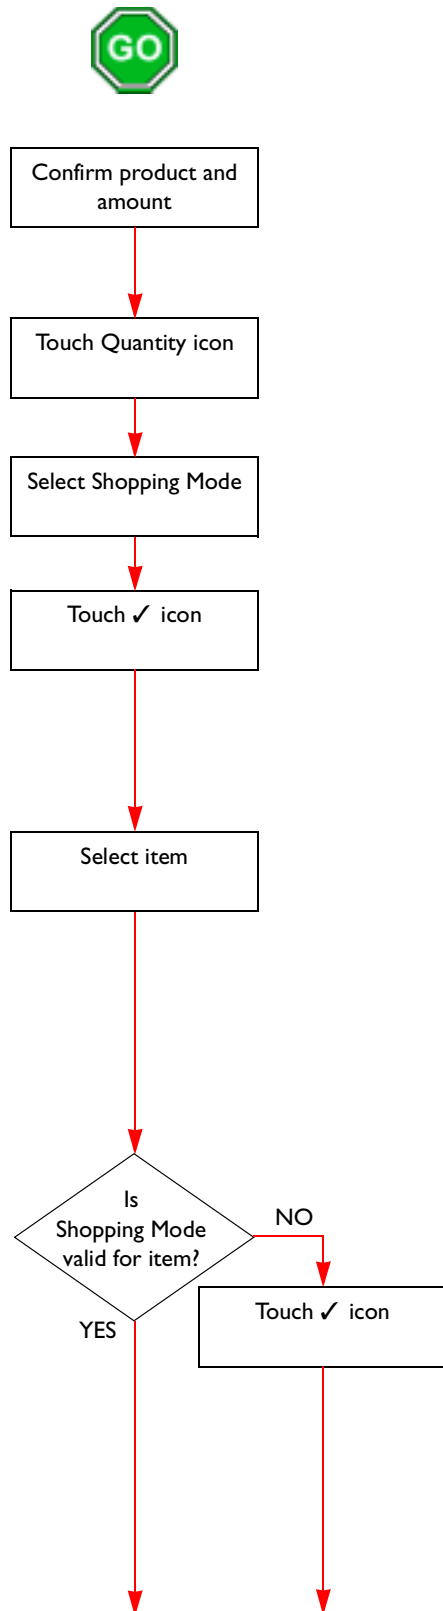 GO
Confirm product and
amount
Touch Quantity icon
Select Shopping Mode
Touch ✓ icon
Select item
Is
Shopping Mode
valid for item?
NO
Touch ✓ icon
YES